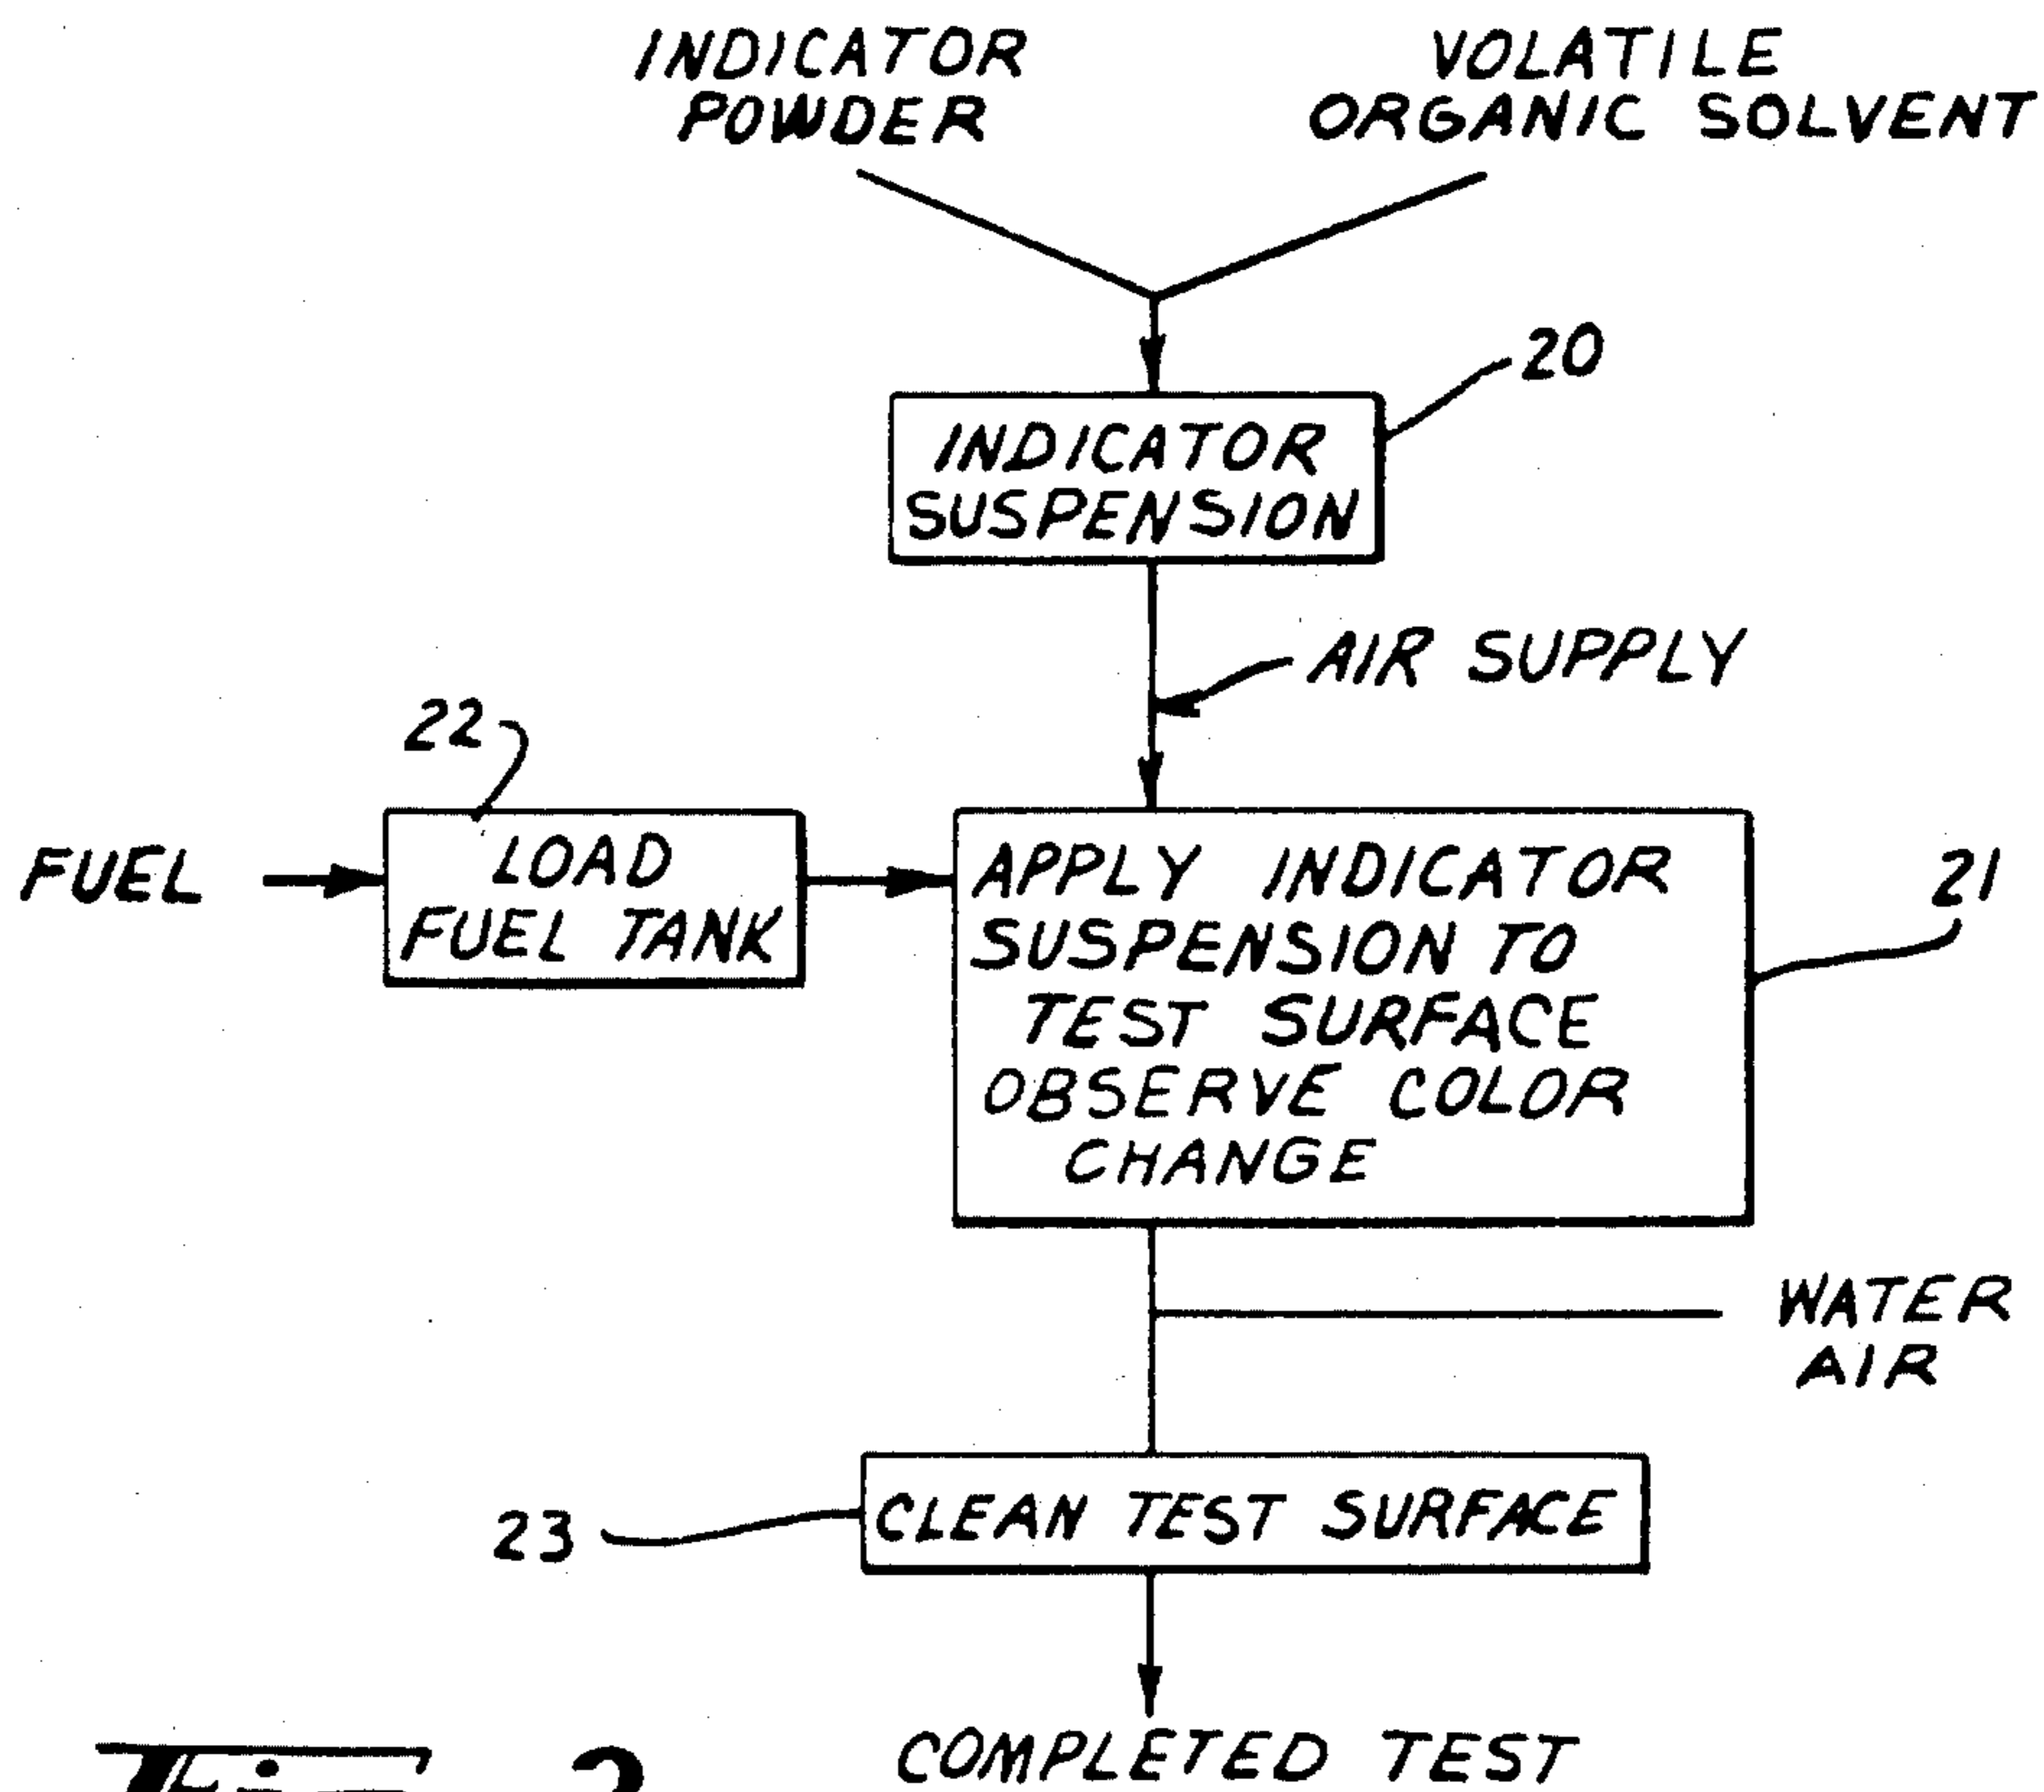 INDICATOR
POWDER
VOLATILE
ORGANIC SOLVENT
20
INDICATOR
SUSPENSION
AIR SUPPLY
22
FUEL
LOAD
FUEL TANK
APPLY INDICATOR
SUSPENSION TO
TEST SURFACE
OBSERVE COLOR
CHANGE
21
WATER
AIR
23
CLEAN TEST SURFACE
COMPLETED TEST